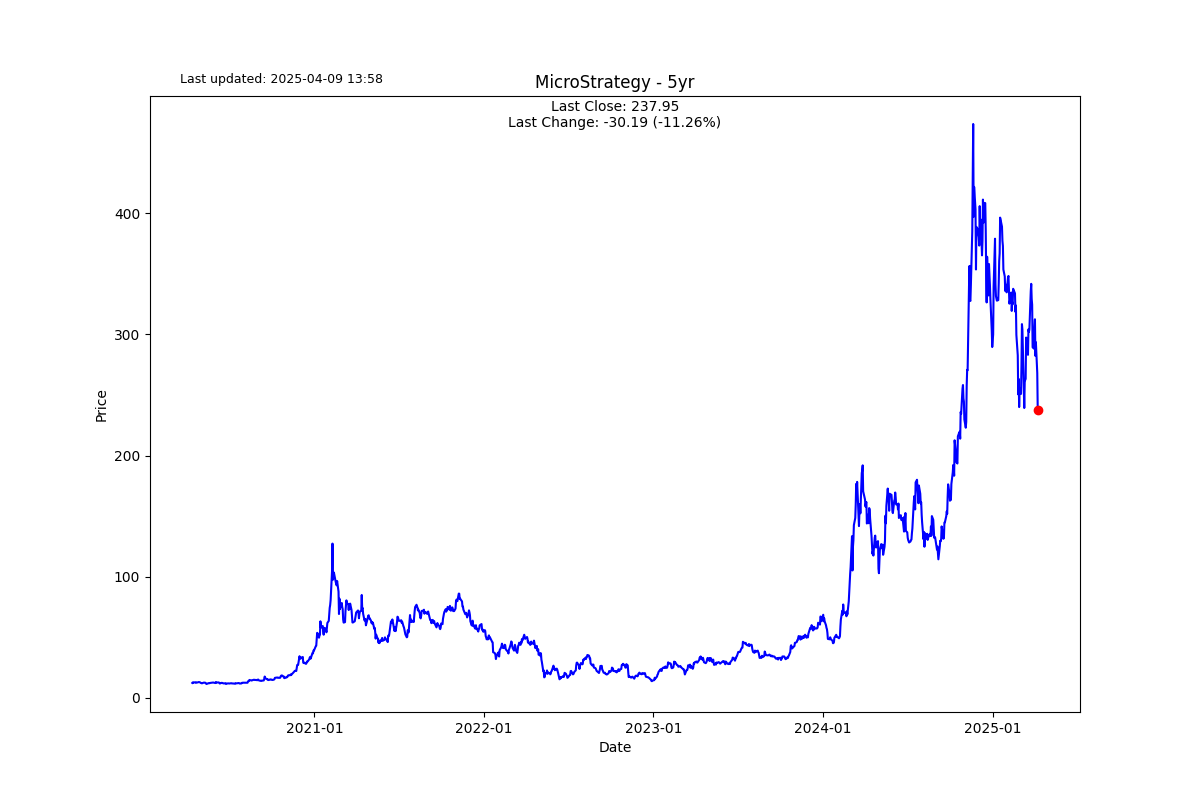 Last updated: 2025-04-09 13:58
MicroStrategy - 5yr
Last Close: 237.95
Last Change: -30.19 (-11.26%)
400
300
200
100
0
Price
2021-01
2022-01
2023-01
2024-01
2025-01
Date